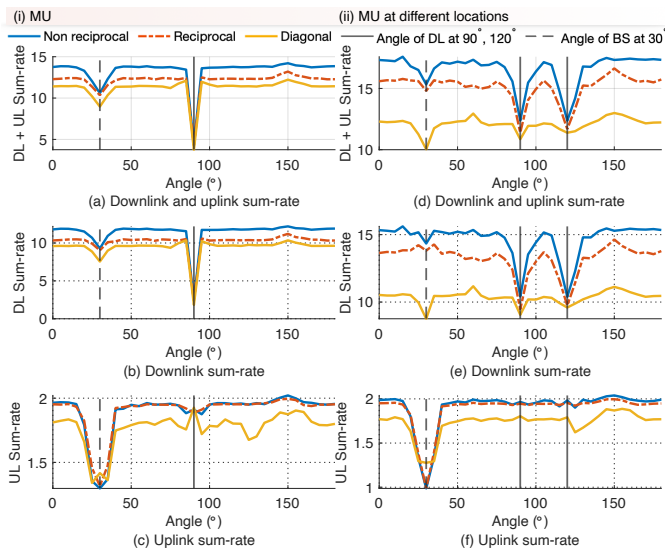 (i) MU
(ii) MU at different locations
Non reciprocal
Reciprocal
Diagonal
Angle of DL at 90°, 120°
Angle of BS at 30°
DL + UL Sum-rate
15
10
5
0 50 100 150
Angle (°)
(a) Downlink and uplink sum-rate
DL + UL Sum-rate
15
10
0 50 100 150
Angle (°)
(d) Downlink and uplink sum-rate
DL Sum-rate
10
5
0
0 50 100 150
Angle (°)
(b) Downlink sum-rate
DL Sum-rate
15
10
0 50 100 150
Angle (°)
(e) Downlink sum-rate
UL Sum-rate
2
1.5
0 50 100 150
Angle (°)
(c) Uplink sum-rate
UL Sum-rate
2
1.5
1
0 50 100 150
Angle (°)
(f) Uplink sum-rate